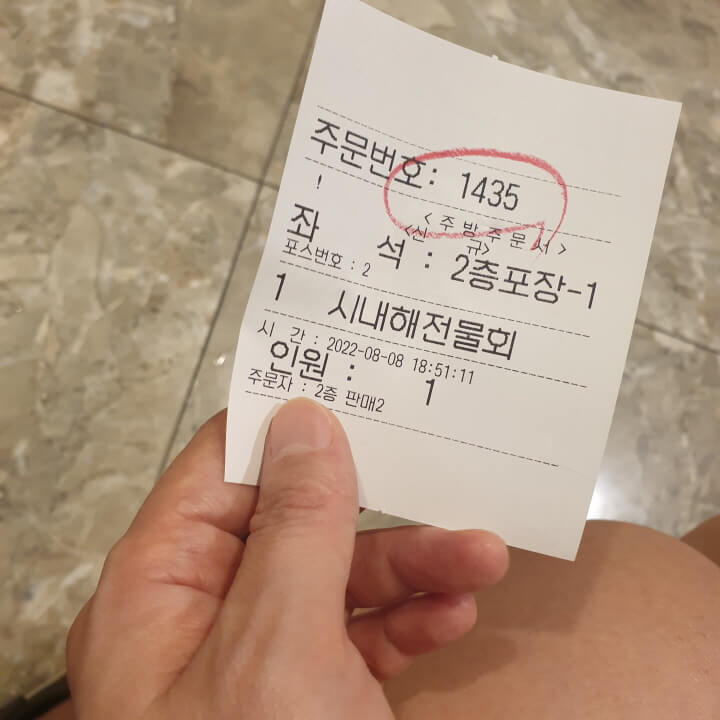 주문번호: 1435
!
< 주 방 주 문 서 >
<신 규>
좌 석 : 2층포장-1
포스번호 : 2
1 시내해전물회
시 간 : 2022-08-08 18:51:11
인원 : 1
주문자 : 2층 판매2